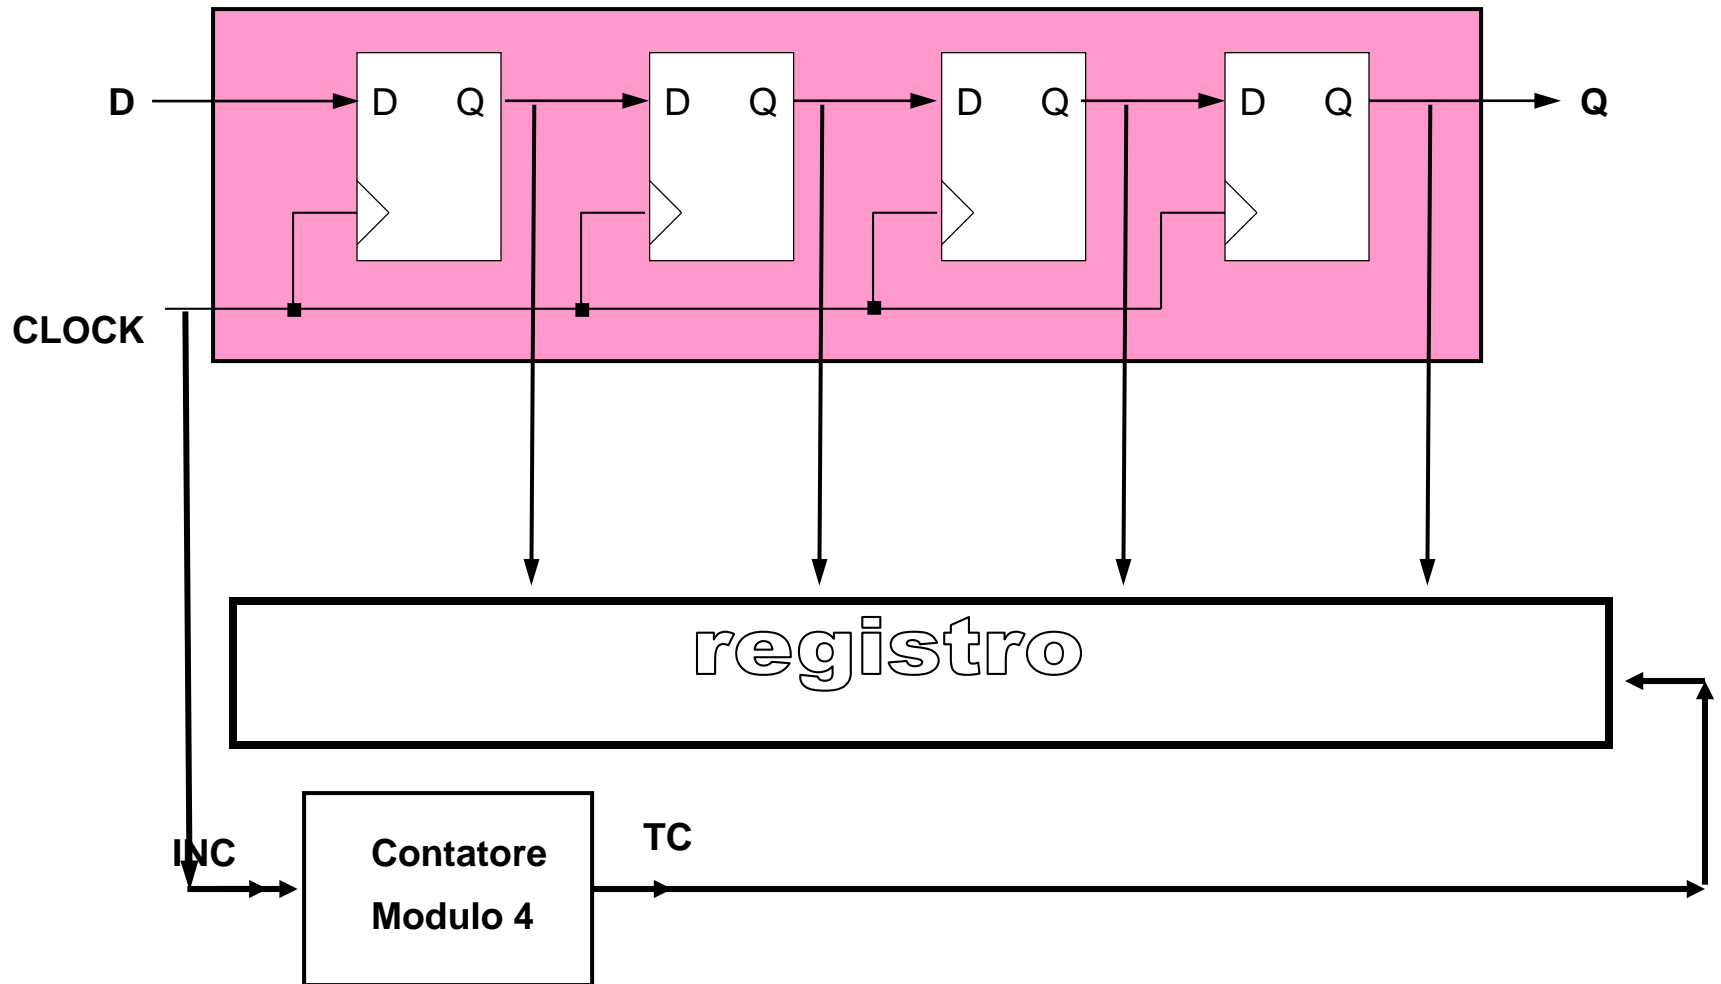 D
D Q
D Q
D Q
D Q
Q
CLOCK
registro
INC
Contatore
Modulo 4
TC